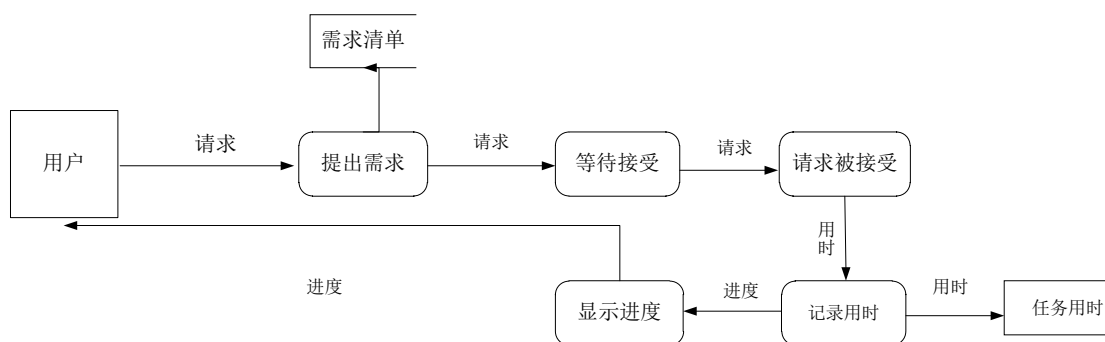 需求清单
用户
请求
提出需求
请求
等待接受
请求
请求被接受
用
时
进度
显示进度
进度
记录用时
用时
任务用时